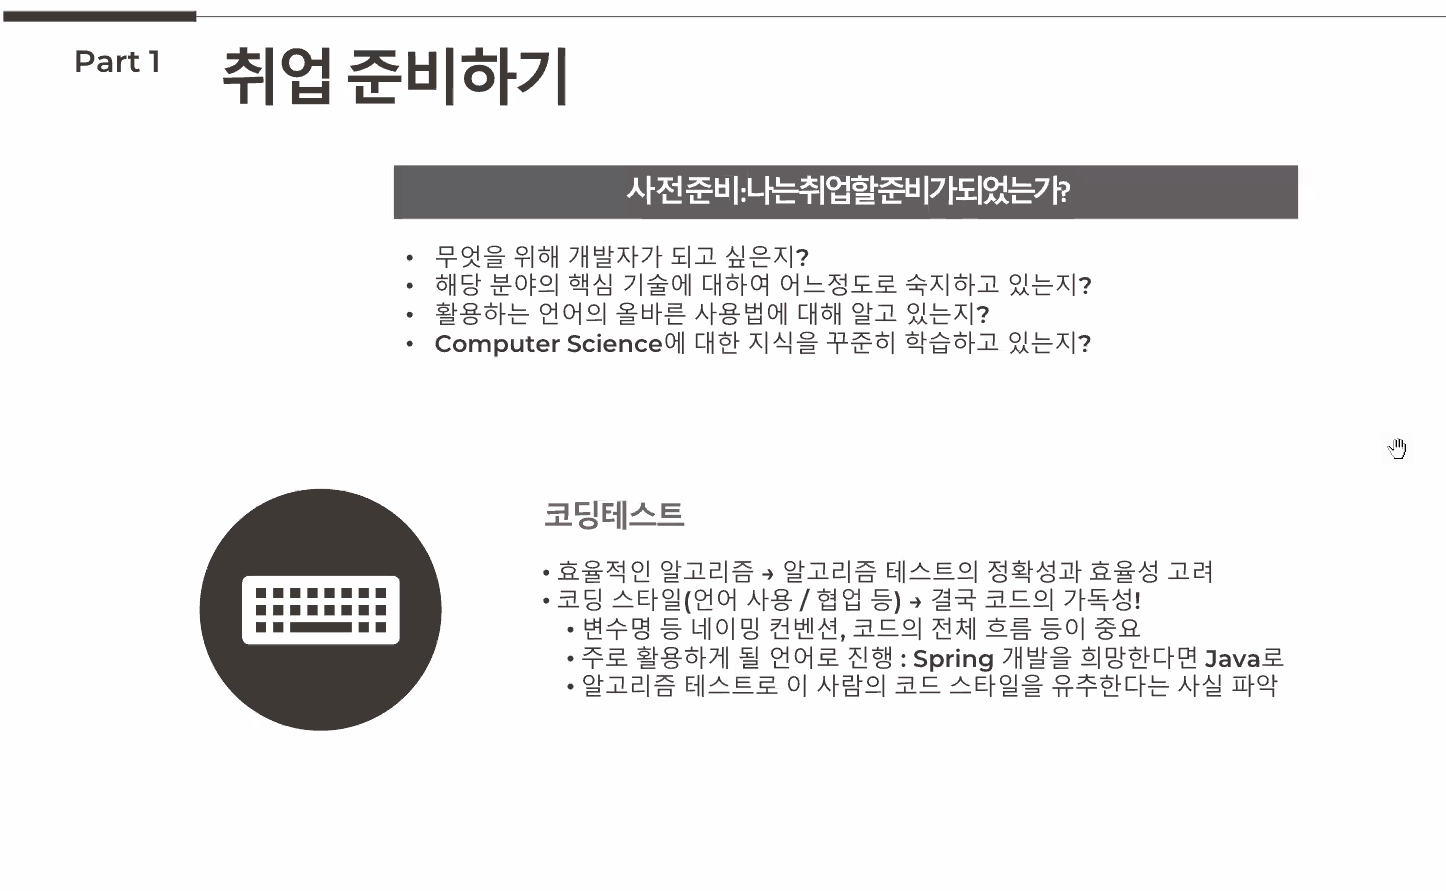 Part 1
취업 준비하기
사전 준비:나는 취업할 준비가 되었는가?
• 무엇을 위해 개발자가 되고 싶은지?
• 해당 분야의 핵심 기술에 대하여 어느정도로 숙지하고 있는지?
• 활용하는 언어의 올바른 사용법에 대해 알고 있는지?
• Computer Science에 대한 지식을 꾸준히 학습하고 있는지?
코딩테스트
• 효율적인 알고리즘 → 알고리즘 테스트의 정확성과 효율성 고려
• 코딩 스타일(언어 사용 / 협업 등) → 결국 코드의 가독성!
• 변수명 등 네이밍 컨벤션, 코드의 전체 흐름 등이 중요
• 주로 활용하게 될 언어로 진행 : Spring 개발을 희망한다면 Java로
• 알고리즘 테스트로 이 사람의 코드 스타일을 유추한다는 사실 파악